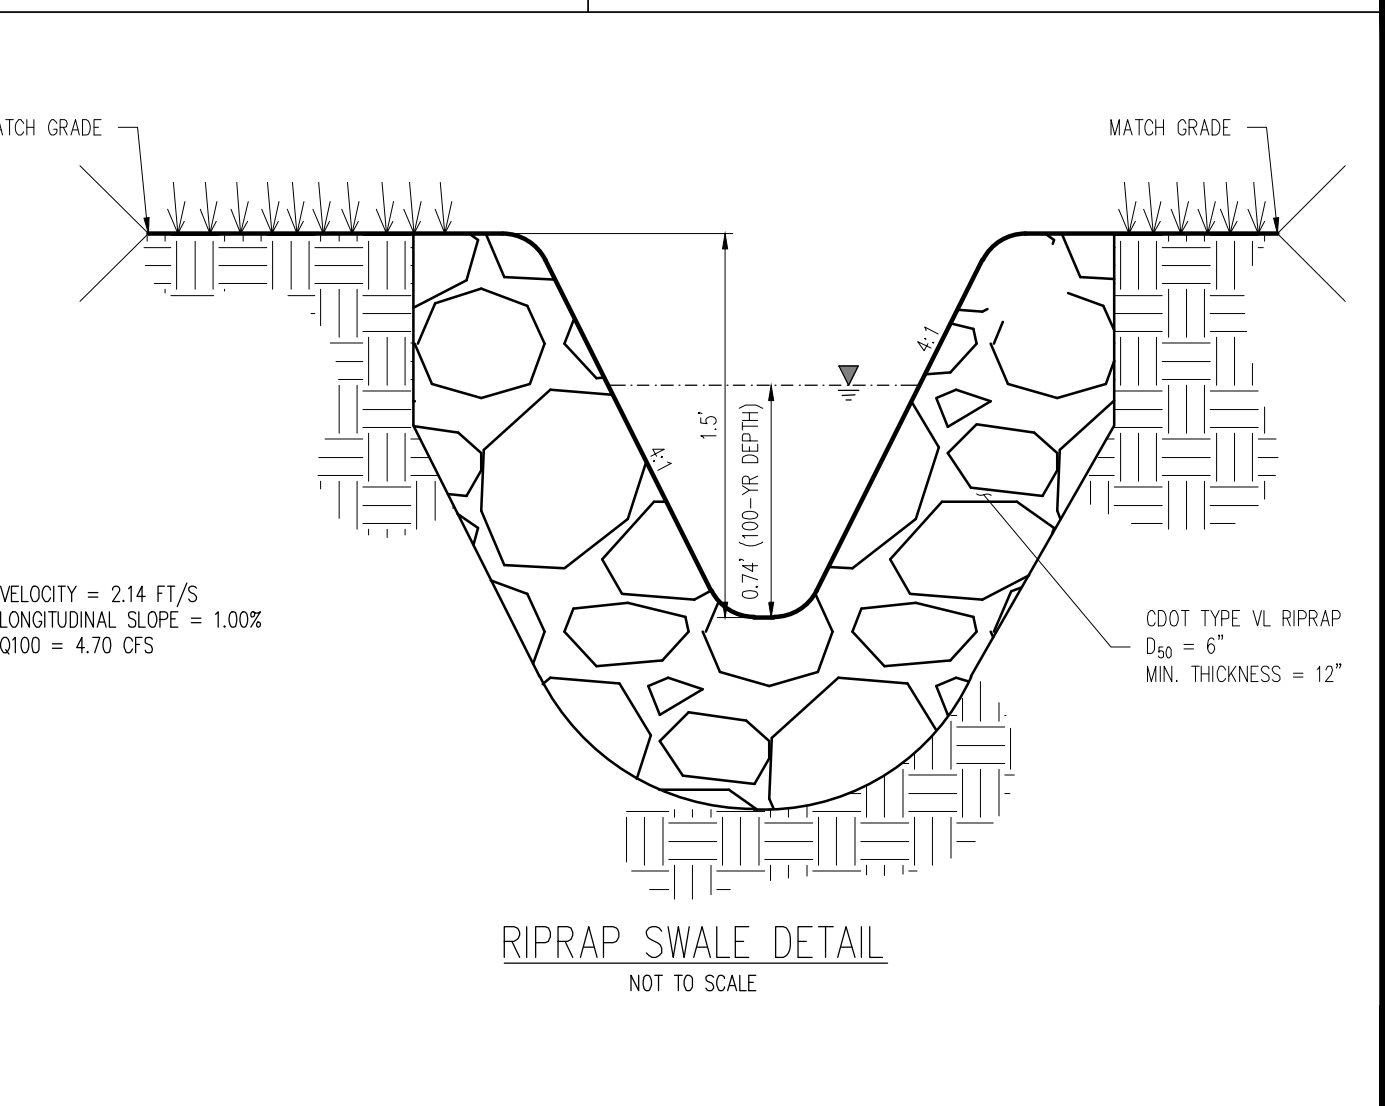 ATCH GRADE
MATCH GRADE
4:1
4:1
1.5'
0.74' (100-YR DEPTH)
VELOCITY = 2.14 FT/S
LONGITUDINAL SLOPE = 1.00%
Q100 = 4.70 CFS
CDOT TYPE VL RIPRAP
D50 = 6"
MIN. THICKNESS = 12"
RIPRAP SWALE DETAIL
NOT TO SCALE